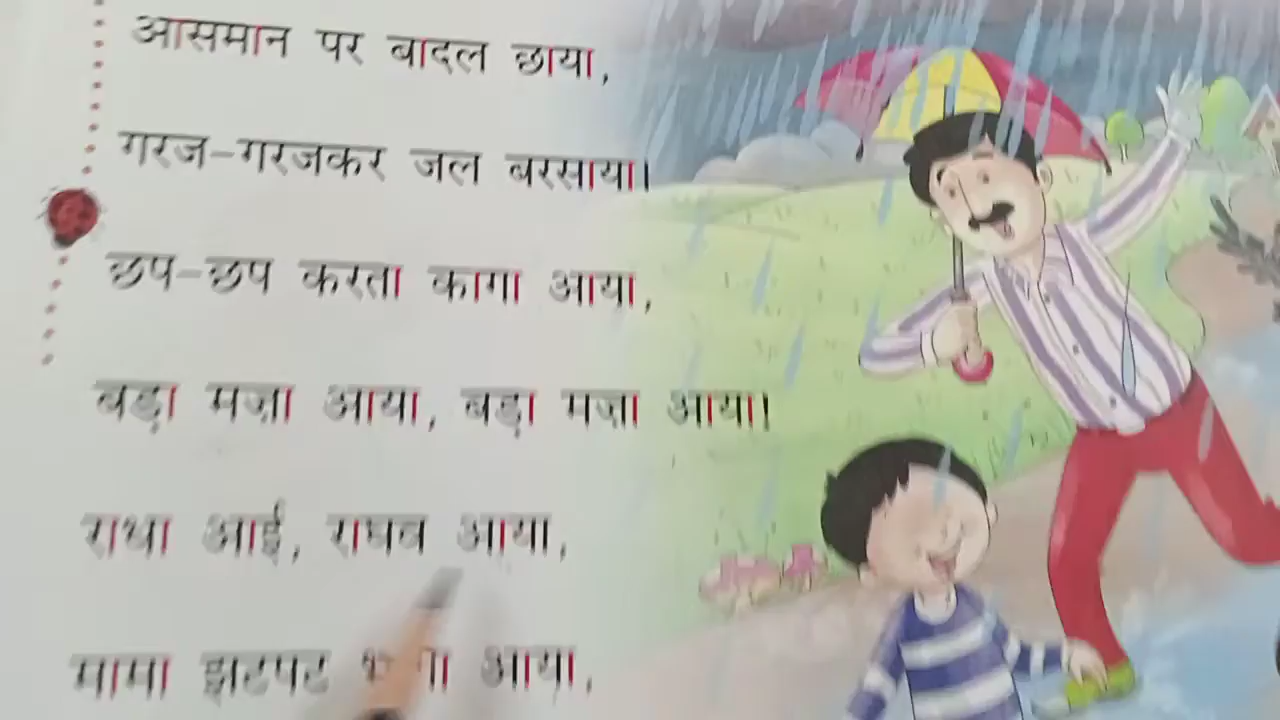 आसमान पर बादल छाया,
गरज-गरजकर जल बरसाया।
छप-छप करता कागा आया,
बड़ा मज़ा आया, बड़ा मज़ा आया।
राधा आई, राघव आया,
मामा झटपट आया,